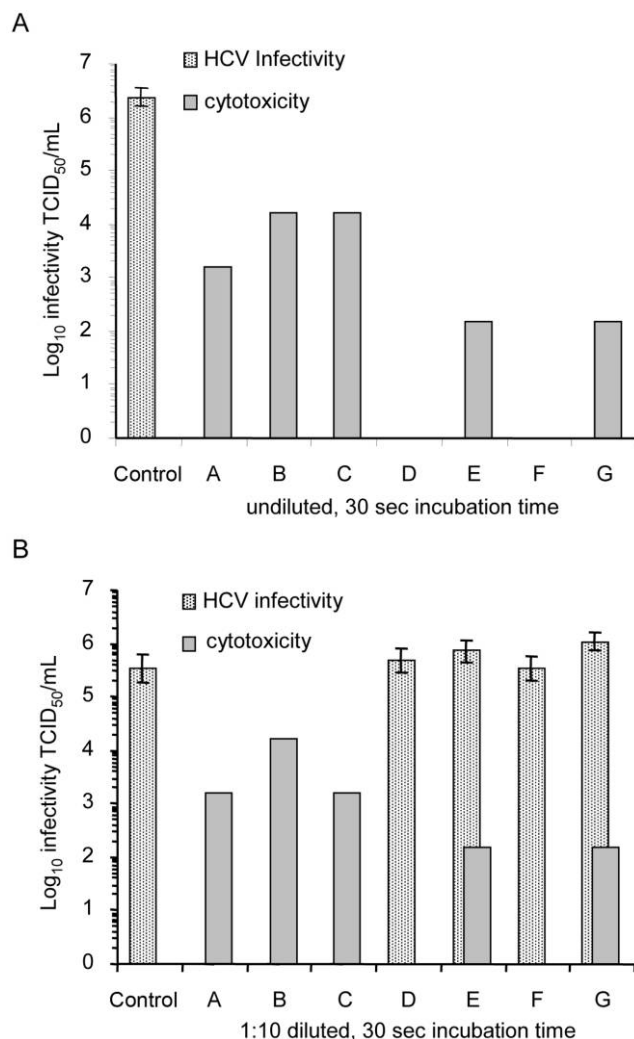 A
HCV Infectivity
cytotoxicity
Log10 infectivity TCID50/mL
7
6
5
4
3
2
1
0
Control A B C D E F G
undiluted, 30 sec incubation time
B
HCV infectivity
cytotoxicity
Log10 infectivity TCID50/mL
7
6
5
4
3
2
1
0
Control A B C D E F G
1:10 diluted, 30 sec incubation time